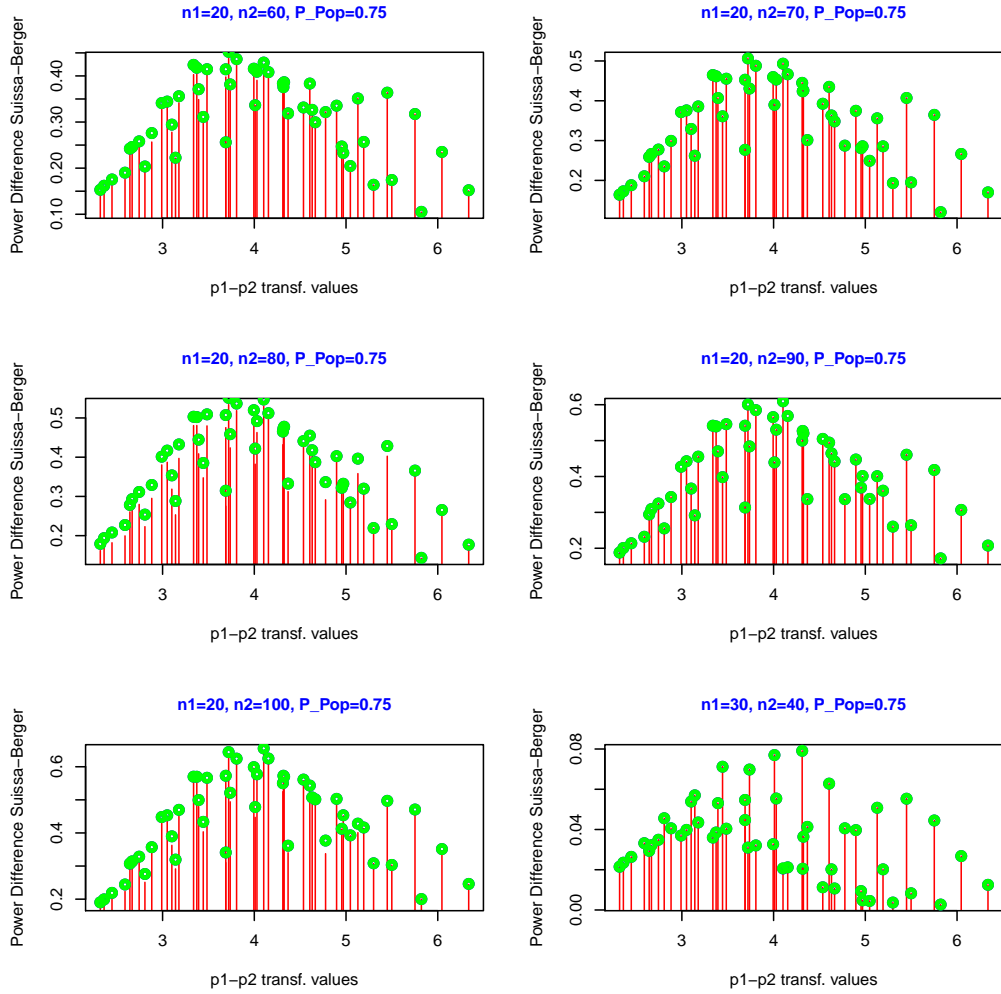 n1=20, n2=60, P_Pop=0.75
Power Difference Suissa−Berger
0.10 0.20 0.30 0.40
3 4 5 6
p1−p2 transf. values
n1=20, n2=70, P_Pop=0.75
Power Difference Suissa−Berger
0.2 0.3 0.4 0.5
3 4 5 6
p1−p2 transf. values
n1=20, n2=80, P_Pop=0.75
Power Difference Suissa−Berger
0.2 0.3 0.4 0.5
3 4 5 6
p1−p2 transf. values
n1=20, n2=90, P_Pop=0.75
Power Difference Suissa−Berger
0.2 0.4 0.6
3 4 5 6
p1−p2 transf. values
n1=20, n2=100, P_Pop=0.75
Power Difference Suissa−Berger
0.2 0.4 0.6
3 4 5 6
p1−p2 transf. values
n1=30, n2=40, P_Pop=0.75
Power Difference Suissa−Berger
0.00 0.04 0.08
3 4 5 6
p1−p2 transf. values